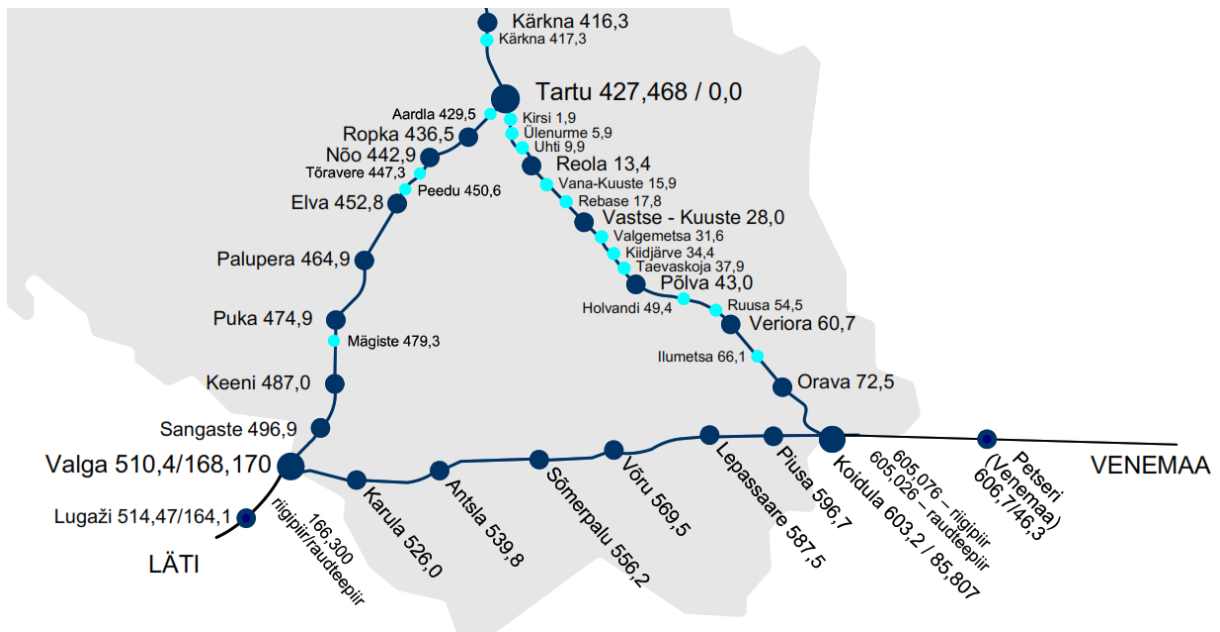 Kärkna 416,3
Kärkna 417,3
Tartu 427,468 / 0,0
Aardla 429,5
Kirsi 1,9
Ropka 436,5
Ülenurme 5,9
Uhti 9,9
Nõo 442,9
Reola 13,4
Tõravere 447,3
Vana-Kuuste 15,9
Peedu 450,6
Rebase 17,8
Elva 452,8
Vastse - Kuuste 28,0
Valgemetsa 31,6
Palupera 464,9
Kiidjärve 34,4
Taevaskoja 37,9
Põlva 43,0
Holvandi 49,4
Ruusa 54,5
Puka 474,9
Veriora 60,7
Mägiste 479,3
Ilumetsa 66,1
Keeni 487,0
Orava 72,5
Sangaste 496,9
Valga 510,4/168,170
VENEMAA
Lugaži 514,47/164,1
LÄTI
166,300
riigipiir/raudteepiir
Karula 526,0
Antsla 539,8
Sõmerpalu 556,2
Võru 569,5
Lepassaare 587,5
Piusa 596,7
Koidula 603,2 / 85,807
605,076 – riigipiir
605,026 – raudteepiir
Petseri
(Venemaa)
606,7/46,3